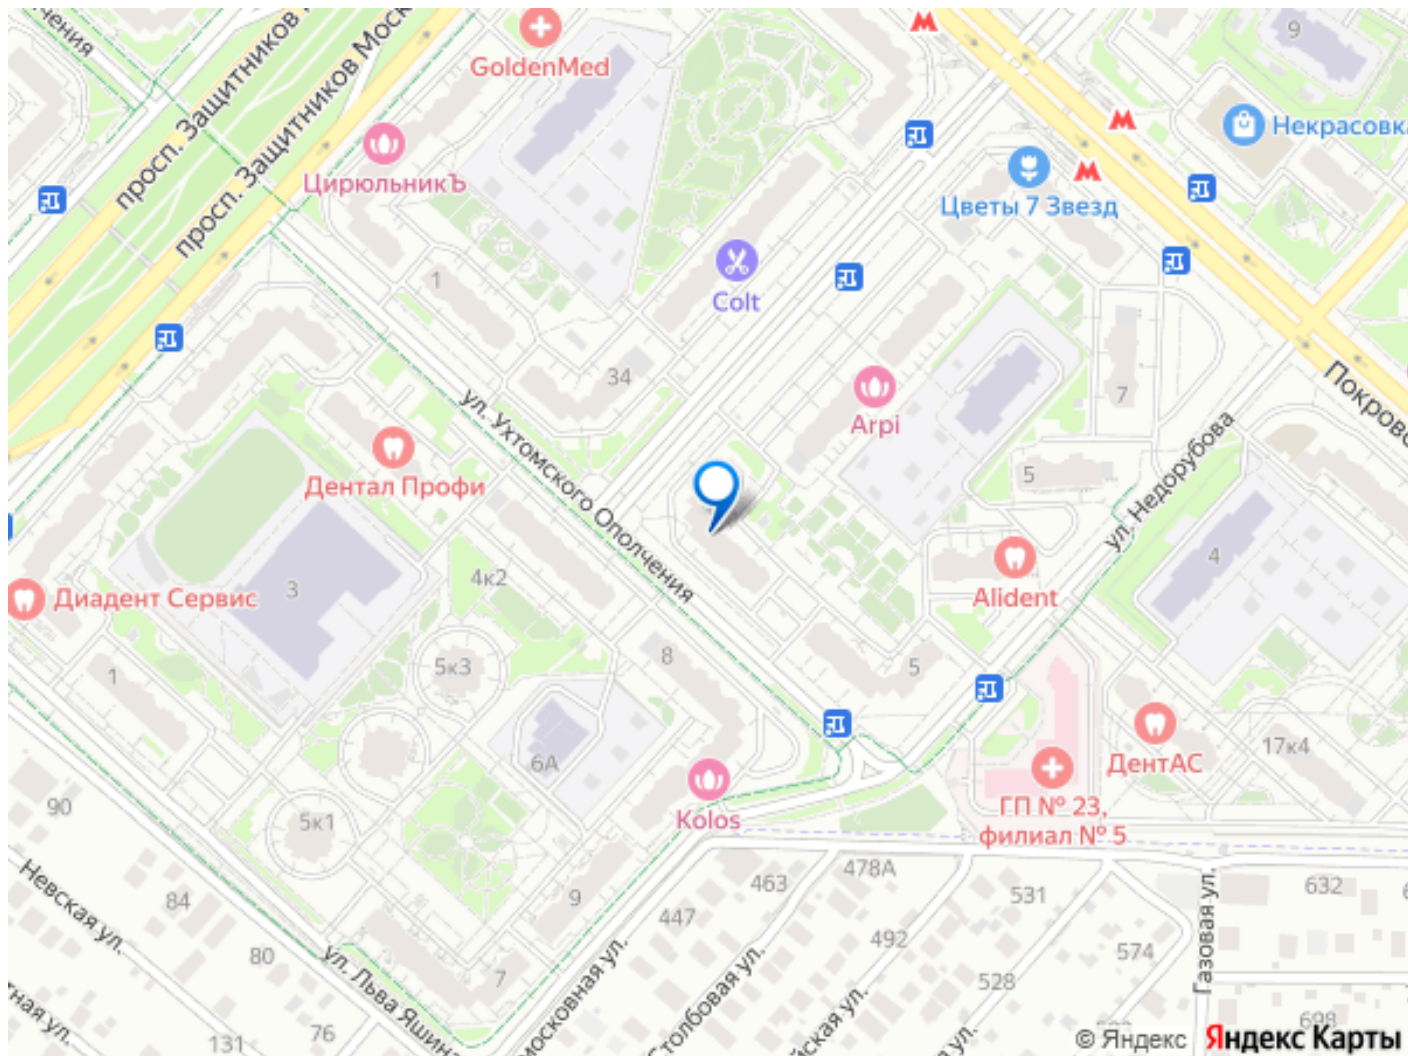 просп. Защитников
просп. Защитников Моск
GoldenMed
9
Некрасовка
ЦирюльникЪ
Цветы 7 Звезд
1
Colt
34
7
Arpi
Покровс
ул. Ухтомского Ополчения
Дентал Профи
5
ул. Недорубова
4
Alident
4к2
3
Диадент Сервис
5к3
8
5
1
6А
17к4
ДентАС
ГП № 23,
филиал № 5
Kolos
90
5к1
Невская ул.
84
463
478А
531
632
9
447
492
574
Газовая ул.
80
7
528
ул. Льва Яшина
московная ул.
Столбовая ул.
76
131
698
© Яндекс Яндекс Карты